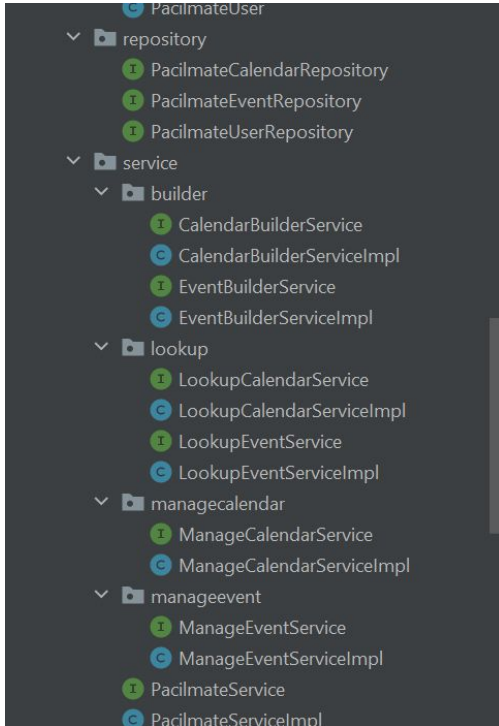 PacilmateUser
repository
PacilmateCalendarRepository
PacilmateEventRepository
PacilmateUserRepository
service
builder
CalendarBuilderService
CalendarBuilderServiceImpl
EventBuilderService
EventBuilderServiceImpl
lookup
LookupCalendarService
LookupCalendarServiceImpl
LookupEventService
LookupEventServiceImpl
managecalendar
ManageCalendarService
ManageCalendarServiceImpl
manageevent
ManageEventService
ManageEventServiceImpl
PacilmateService
PacilmateServiceImpl